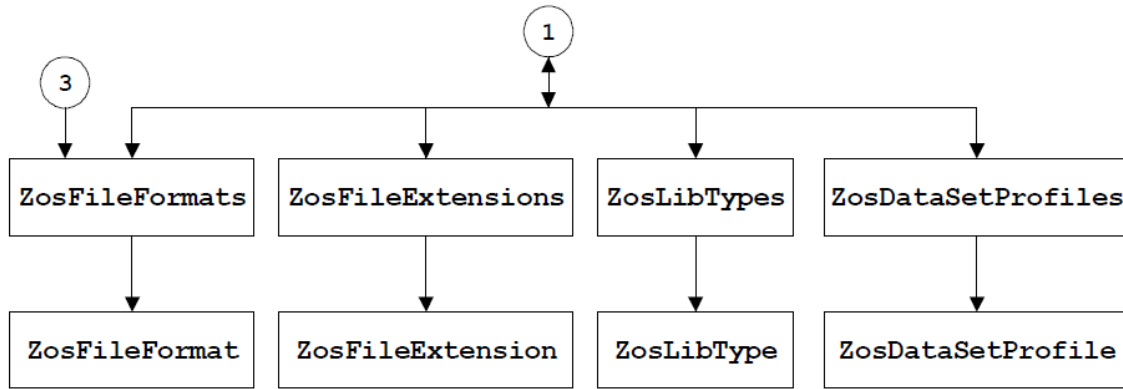 1
3
ZosFileFormats
ZosFileExtensions
ZosLibTypes
ZosDataSetProfiles
ZosFileFormat
ZosFileExtension
ZosLibType
ZosDataSetProfile